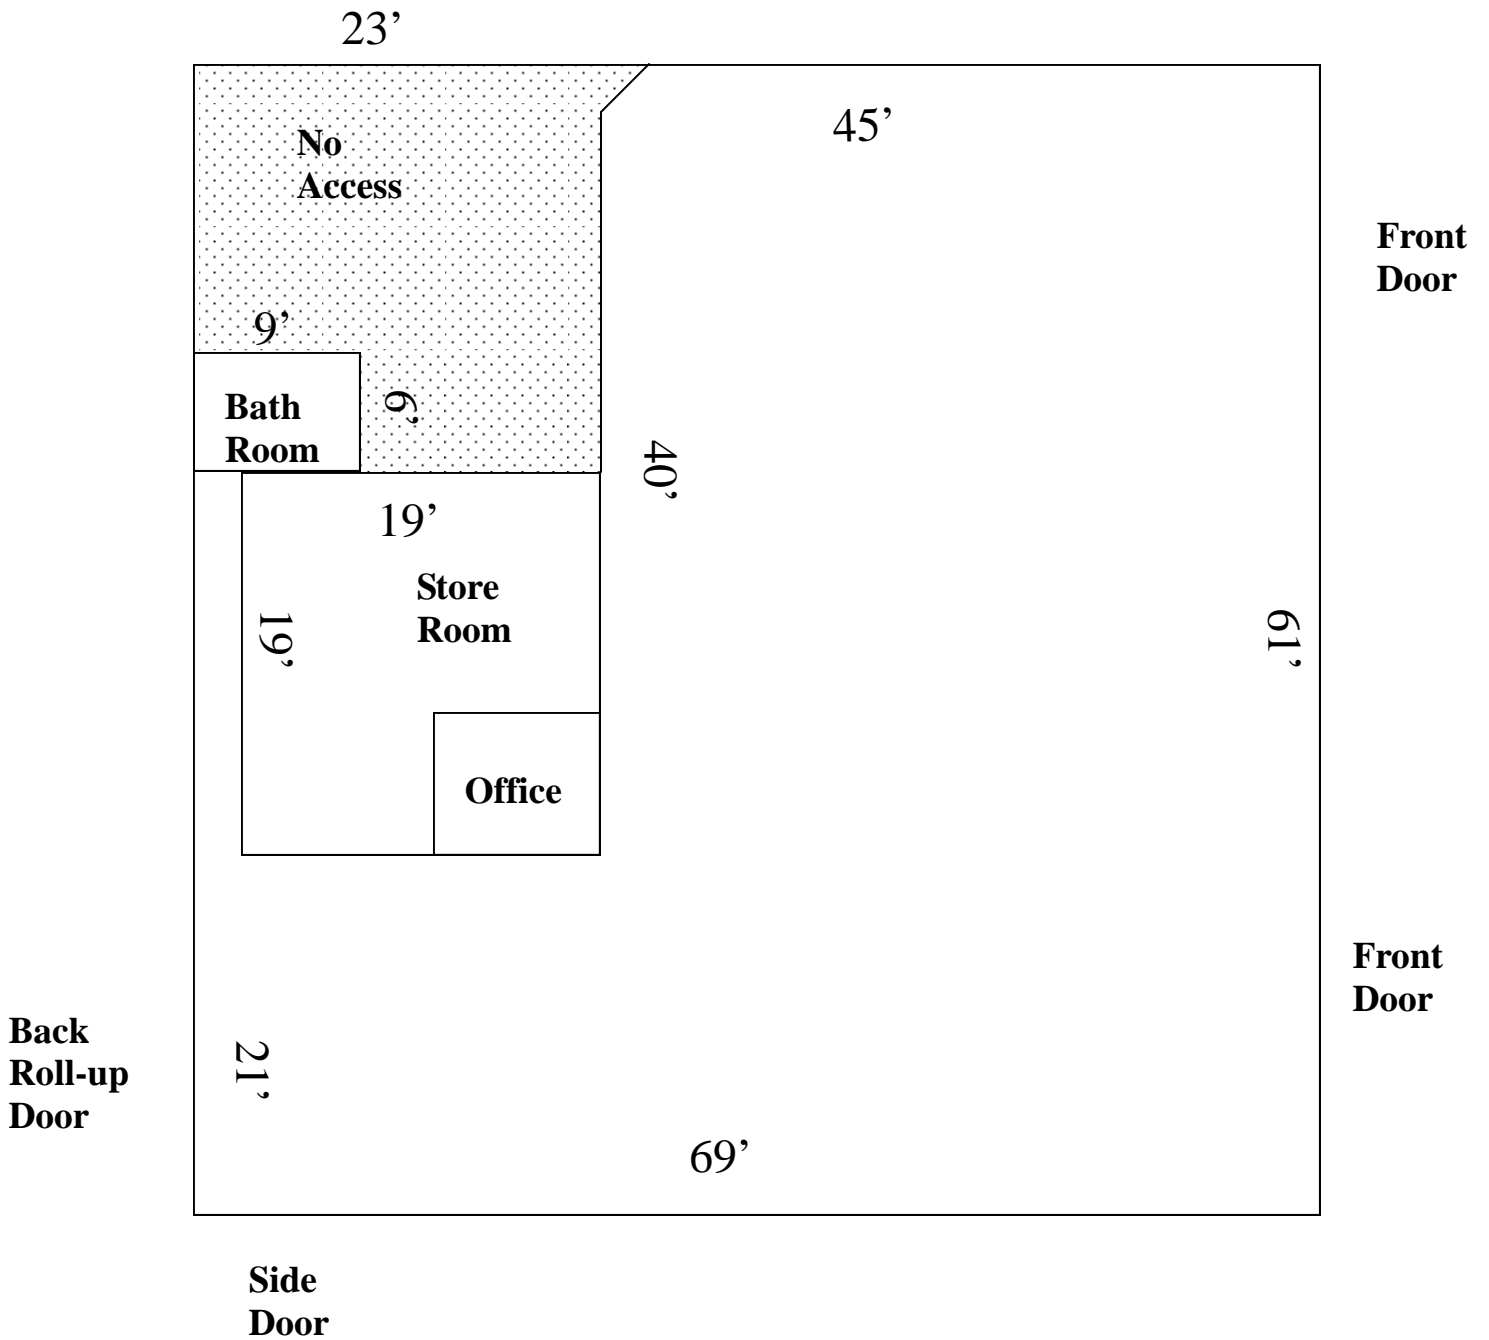 23’
45’
No
Access
Front
Door
9’
Bath
Room
6’
40’
19’
Store
Room
19’
61’
Office
Front
Door
Back
Roll-up
Door
21’
69’
Side
Door